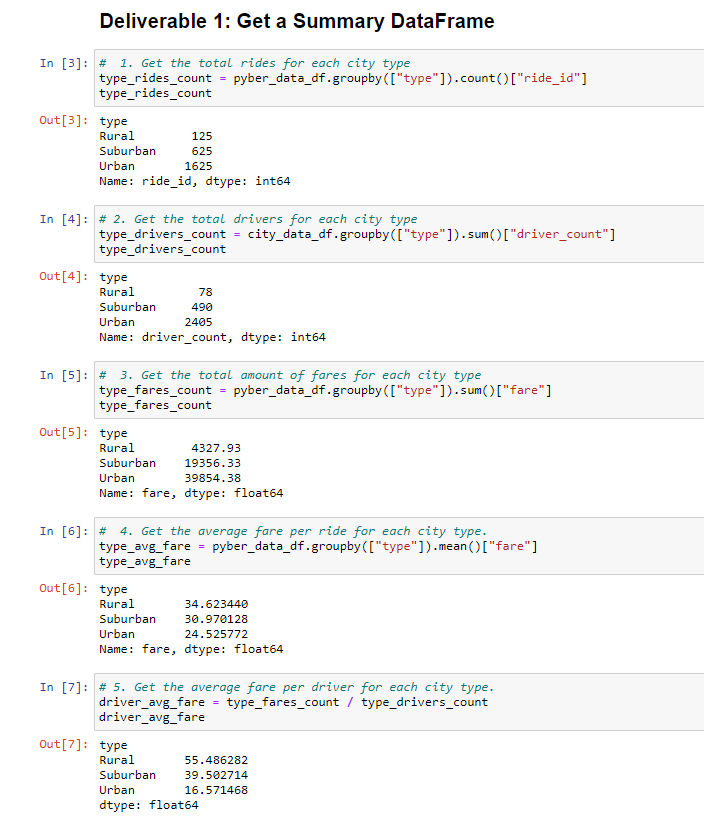 Deliverable 1: Get a Summary DataFrame
In [3]: #  1. Get the total rides for each city type
type_rides_count = pyber_data_df.groupby(["type"]).count()["ride_id"]
type_rides_count
Out[3]: type
Rural        125
Suburban     625
Urban       1625
Name: ride_id, dtype: int64
In [4]: # 2. Get the total drivers for each city type
type_drivers_count = city_data_df.groupby(["type"]).sum()["driver_count"]
type_drivers_count
Out[4]: type
Rural         78
Suburban     490
Urban       2405
Name: driver_count, dtype: int64
In [5]: #  3. Get the total amount of fares for each city type
type_fares_count = pyber_data_df.groupby(["type"]).sum()["fare"]
type_fares_count
Out[5]: type
Rural        4327.93
Suburban    19356.33
Urban       39854.38
Name: fare, dtype: float64
In [6]: #  4. Get the average fare per ride for each city type.
type_avg_fare = pyber_data_df.groupby(["type"]).mean()["fare"]
type_avg_fare
Out[6]: type
Rural       34.623440
Suburban    30.970128
Urban       24.525772
Name: fare, dtype: float64
In [7]: # 5. Get the average fare per driver for each city type.
driver_avg_fare = type_fares_count / type_drivers_count
driver_avg_fare
Out[7]: type
Rural       55.486282
Suburban    39.502714
Urban       16.571468
dtype: float64